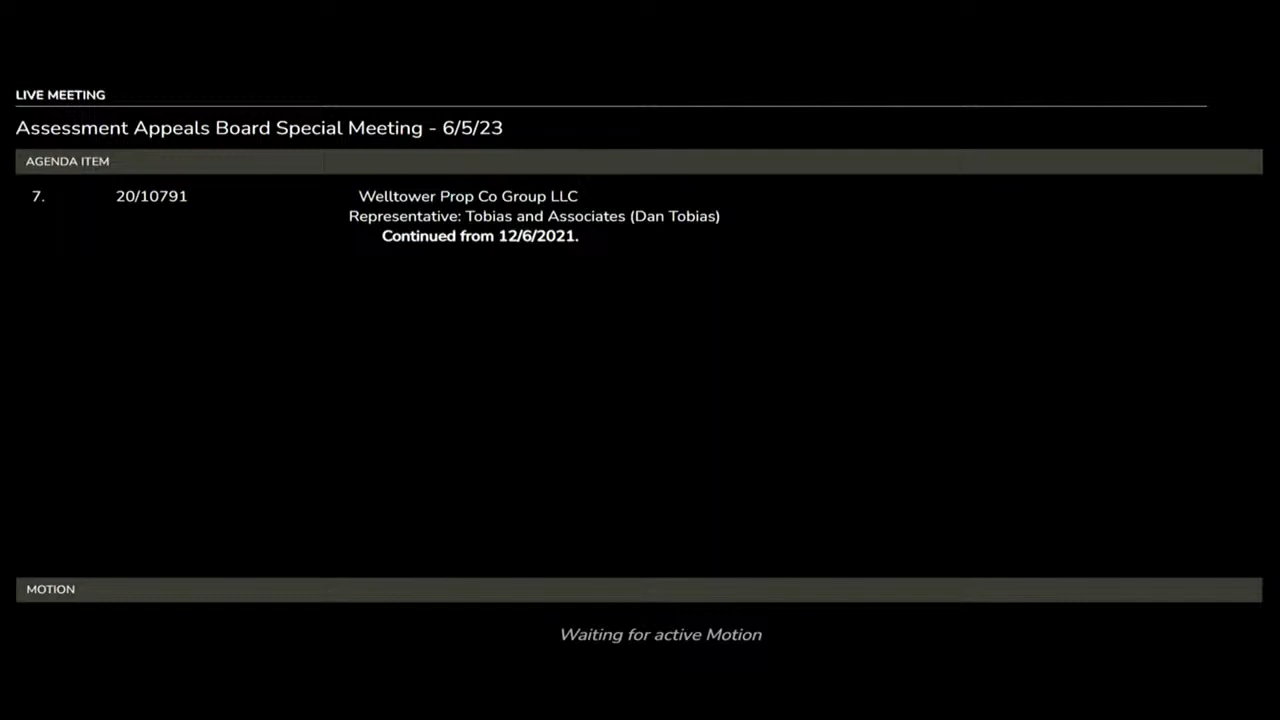 LIVE MEETING
Assessment Appeals Board Special Meeting - 6/5/23
AGENDA ITEM
7. 20/10791 Welltower Prop Co Group LLC
Representative: Tobias and Associates (Dan Tobias)
Continued from 12/6/2021.
MOTION
Waiting for active Motion